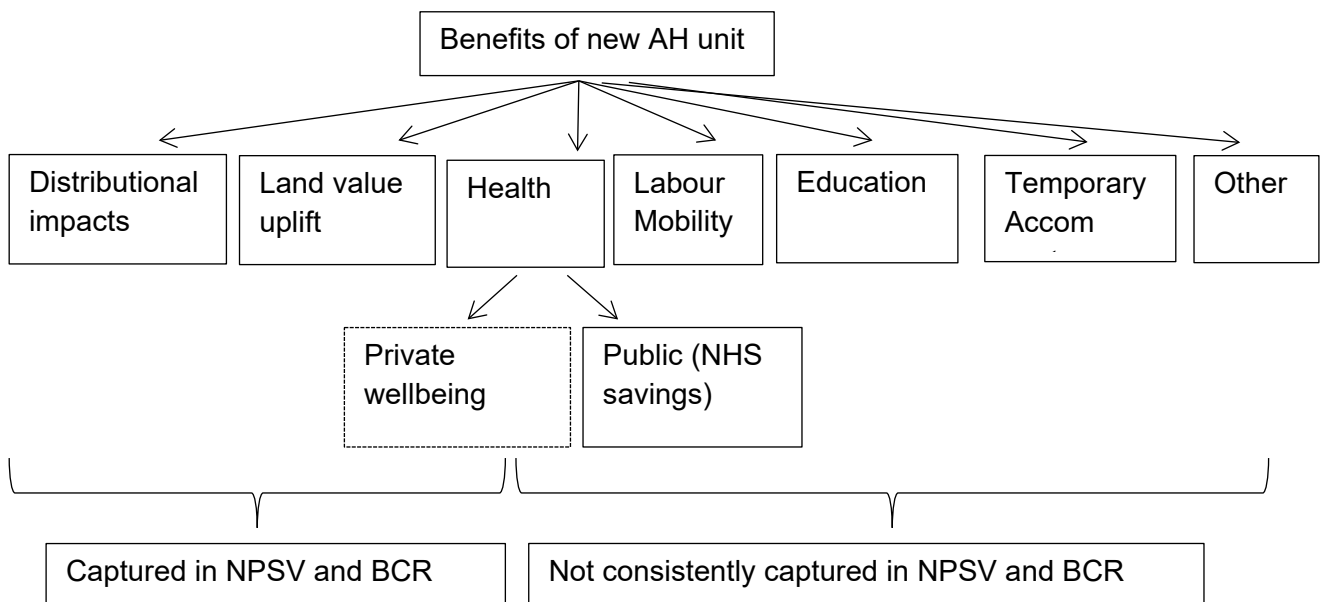 Benefits of new AH unit
Distributional
impacts
Land value
uplift
Health
Labour
Mobility
Education
Temporary
Accom
Other
Private
wellbeing
Public (NHS
savings)
Captured in NPSV and BCR
Not consistently captured in NPSV and BCR